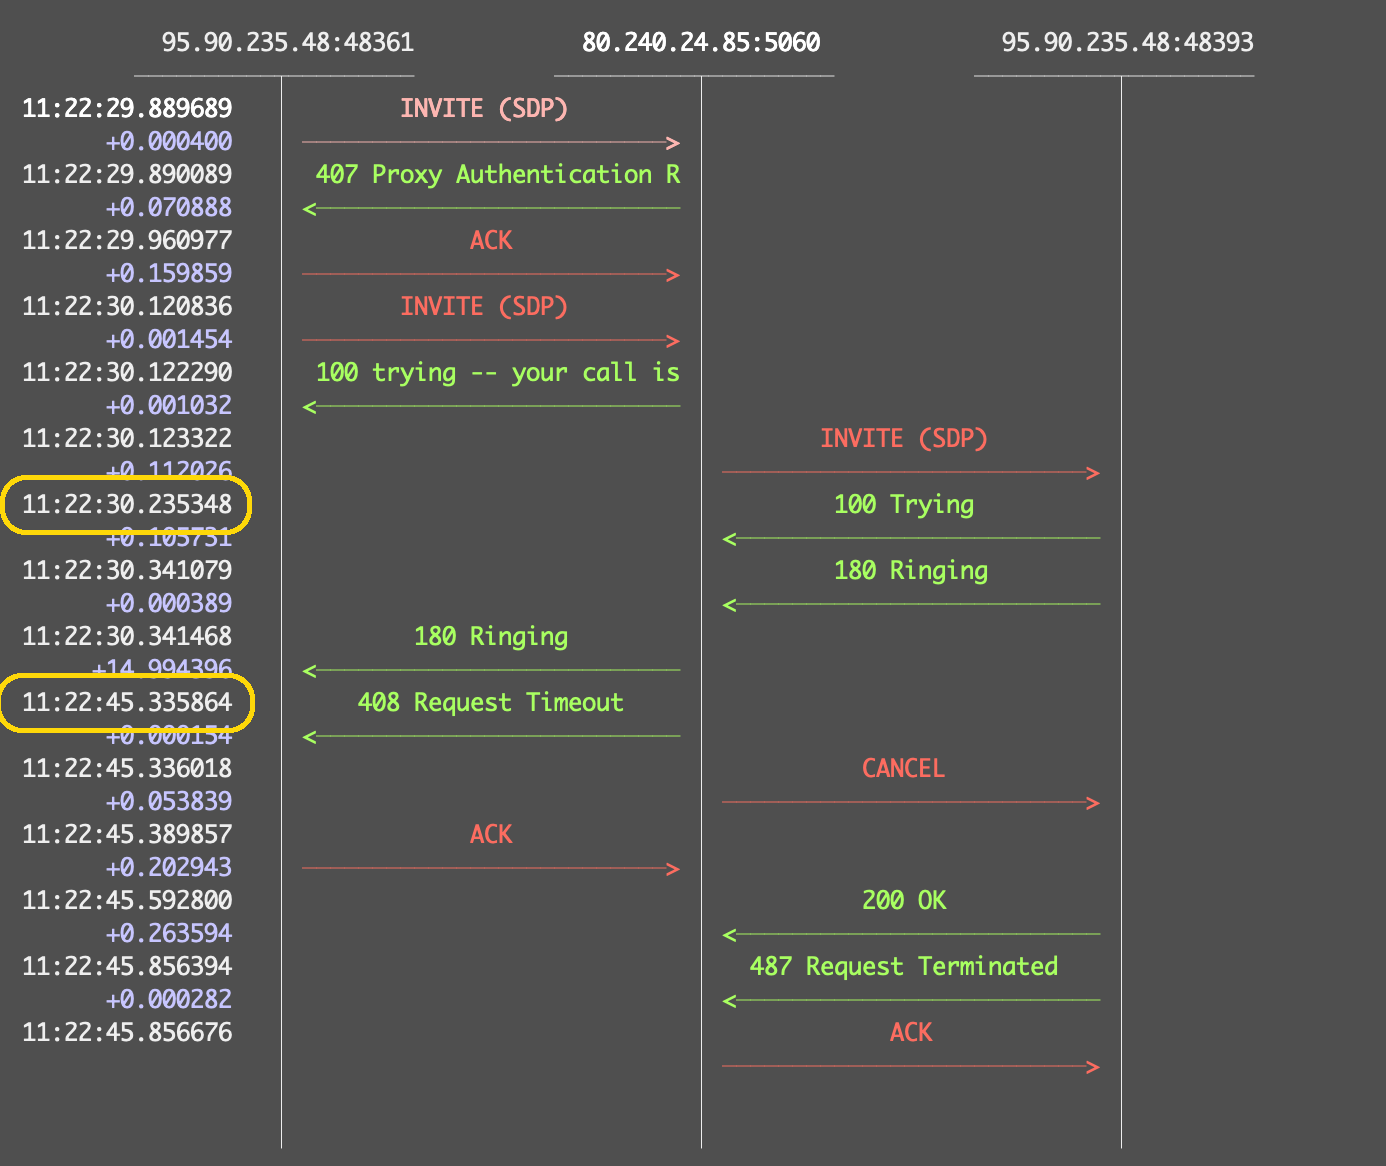 95.90.235.48:48361 80.240.24.85:5060 95.90.235.48:48393
11:22:29.889689 INVITE (SDP)
+0.000400
11:22:29.890089 407 Proxy Authentication R
+0.070888
11:22:29.960977 ACK
+0.159859
11:22:30.120836 INVITE (SDP)
+0.001454
11:22:30.122290 100 trying -- your call is
+0.001032
11:22:30.123322 INVITE (SDP)
+0.112026
11:22:30.235348 100 Trying
+0.105731
11:22:30.341079 180 Ringing
+0.000389
11:22:30.341468 180 Ringing
+14.994396
11:22:45.335864 408 Request Timeout
+0.000154
11:22:45.336018 CANCEL
+0.053839
11:22:45.389857 ACK
+0.202943
11:22:45.592800 200 OK
+0.263594
11:22:45.856394 487 Request Terminated
+0.000282
11:22:45.856676 ACK